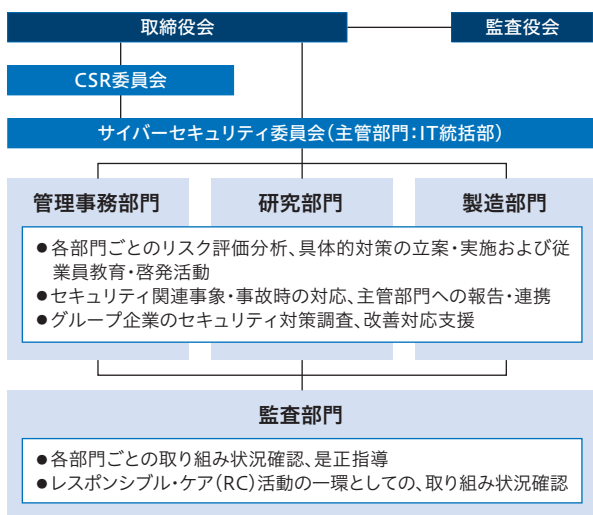 取締役会
監査役会
CSR委員会
サイバーセキュリティ委員会(主管部門:IT統括部)
管理事務部門
研究部門
製造部門
●各部門ごとのリスク評価分析、具体的対策の立案・実施および従
業員教育・啓発活動
●セキュリティ関連事象・事故時の対応、主管部門への報告・連携
●グループ企業のセキュリティ対策調査、改善対応支援
監査部門
●各部門ごとの取り組み状況確認、是正指導
●レスポンシブル・ケア(RC)活動の一環としての、取り組み状況確認